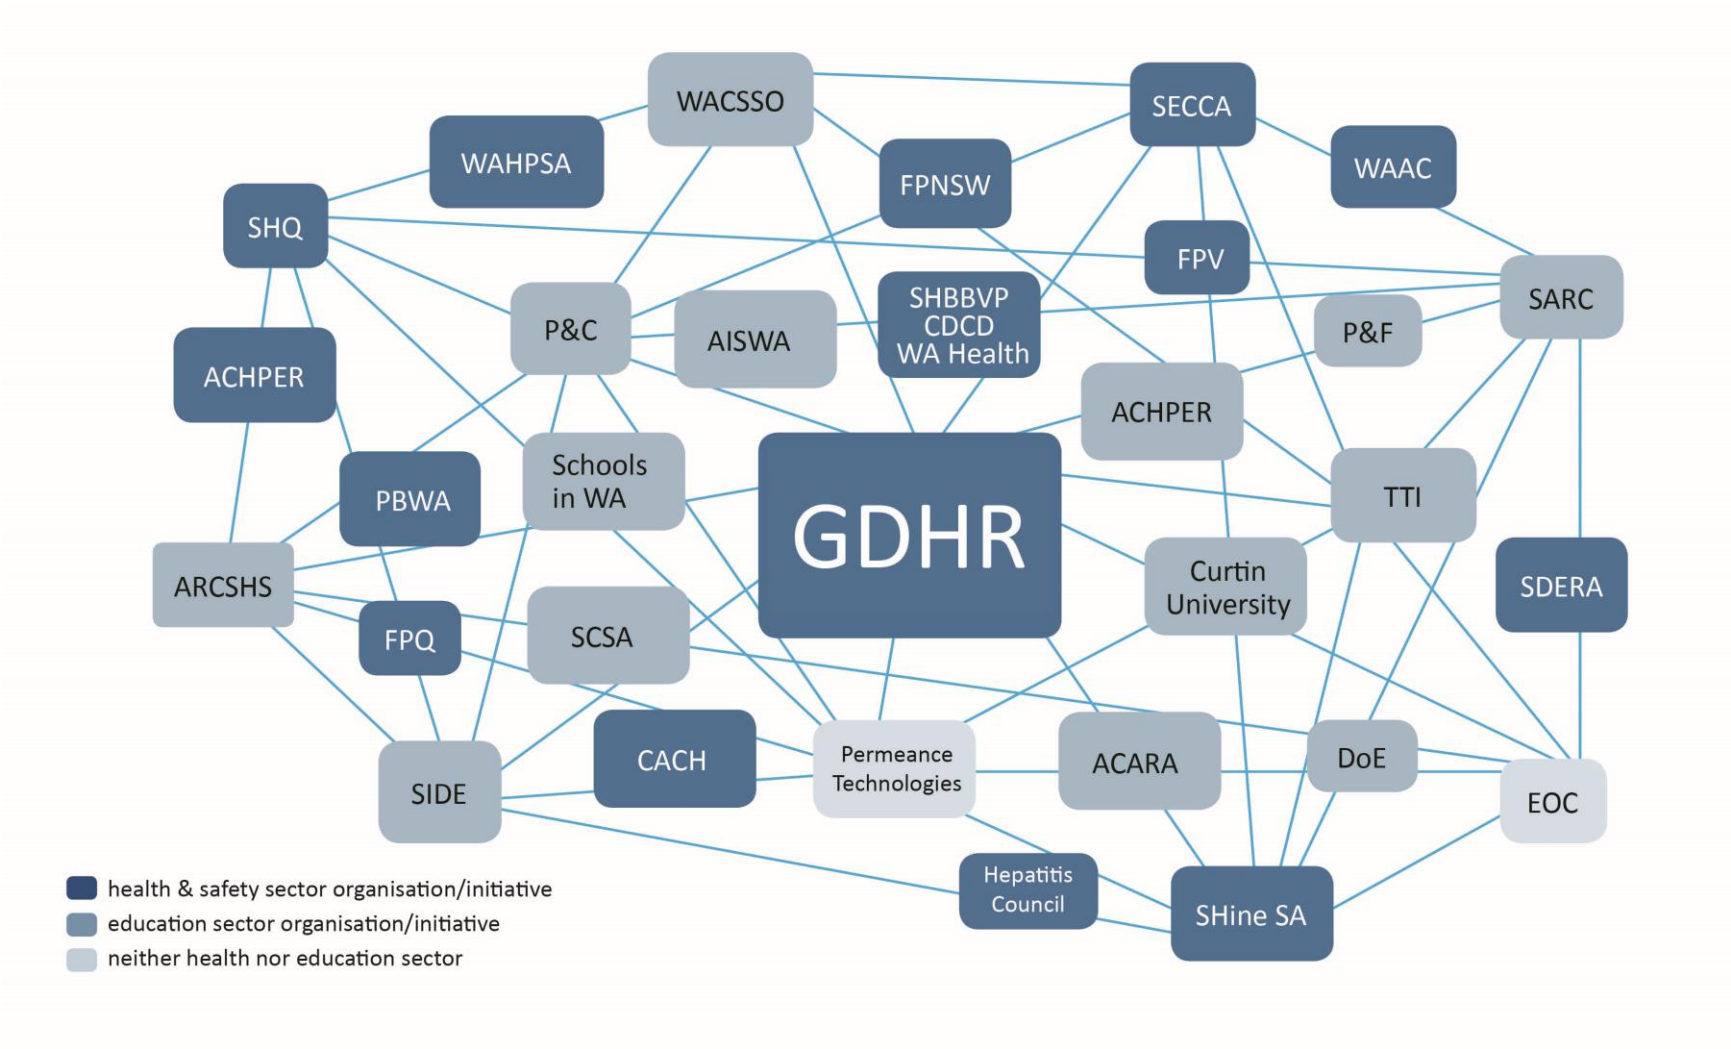 WACSSO
SECCA
WAHPSA
FPNSW
WAAC
SHQ
FPV
SHBBVP
CDCD
WA Health
SARC
P&C
AISWA
P&F
ACHPER
ACHPER
Schools
in WA
PBWA
GDHR
TTI
ARCSHS
FPQ
SCSA
Curtin
University
SDERA
SIDE
CACH
Permeance
Technologies
ACARA
DoE
EOC
Hepatitis
Council
SHine SA
health & safety sector organisation/initiative
education sector organisation/initiative
neither health nor education sector